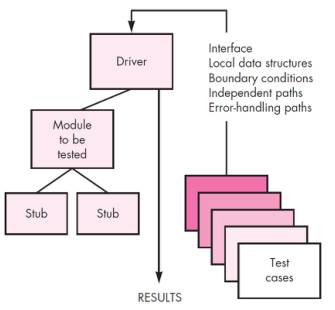 Driver
Interface
Local data structures
Boundary conditions
Independent paths
Error-handling paths
Module
to be
tested
Stub
Stub
Test
cases
RESULTS